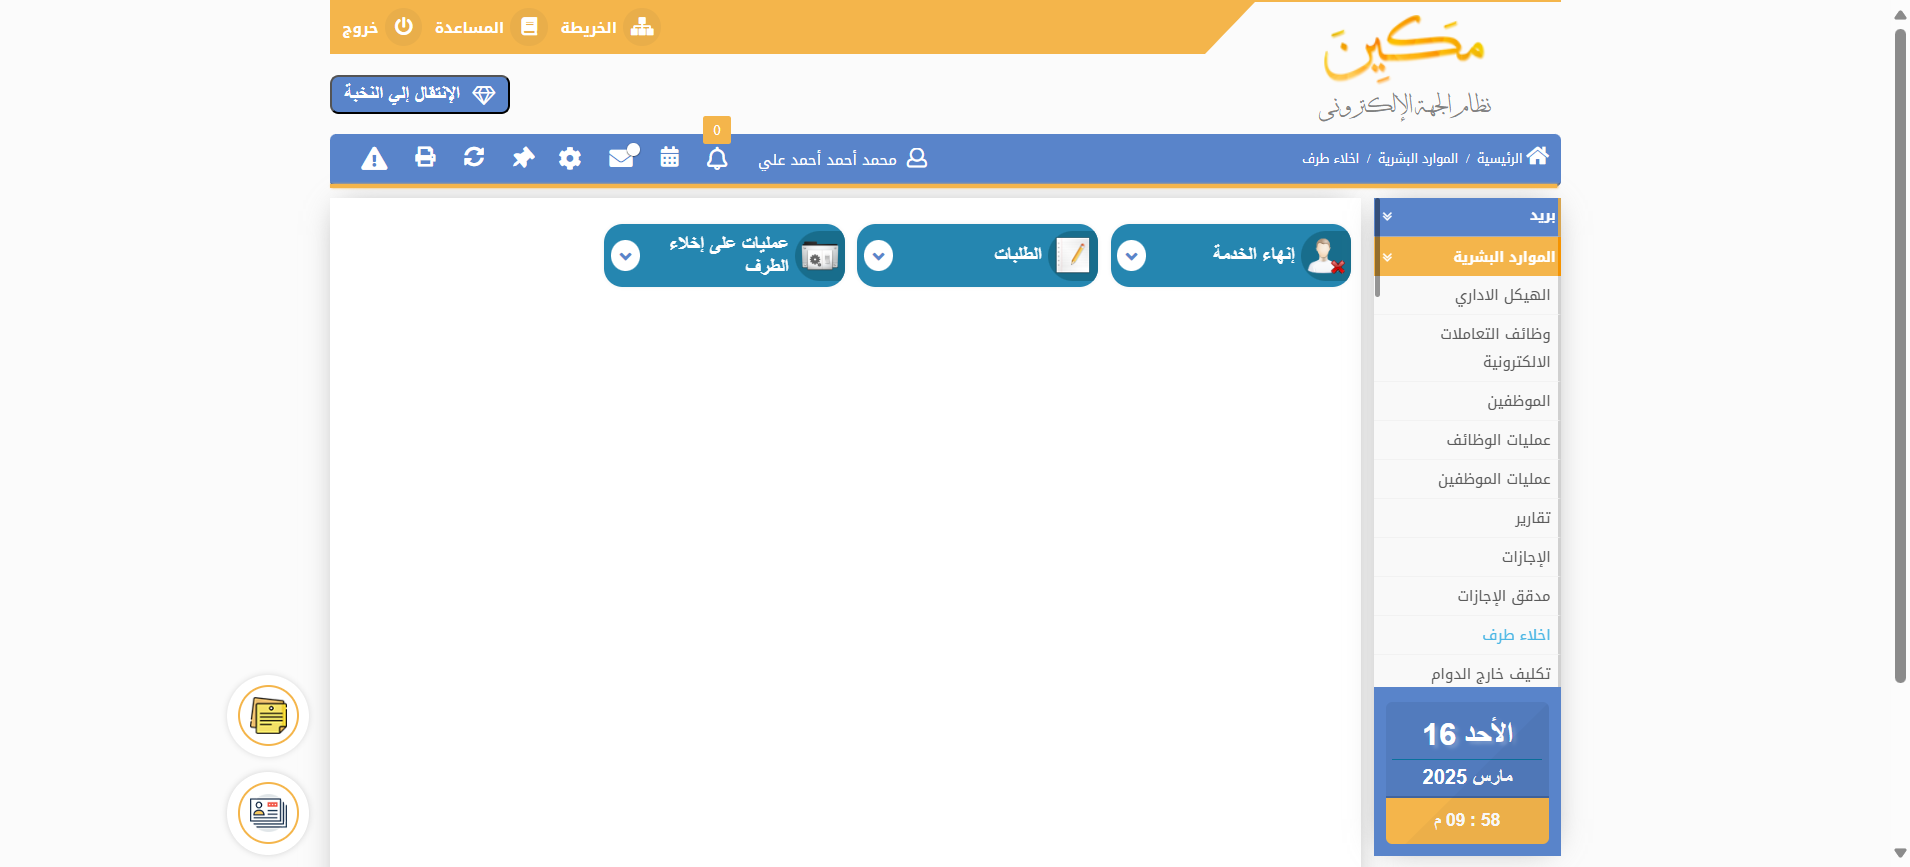 مكين
نظام الجهة الإلكتروني
الخريطة
المساعدة
خروج
الإنتقال إلي النخبة
الرئيسية / الموارد البشرية / اخلاء طرف
محمد أحمد أحمد علي
0
بريد
الموارد البشرية
الهيكل الاداري
وظائف التعاملات
الالكترونية
الموظفين
عمليات الوظائف
عمليات الموظفين
تقارير
الإجازات
مدقق الإجازات
اخلاء طرف
تكليف خارج الدوام
إنهاء الخدمة
الطلبات
عمليات على إخلاء
الطرف
الأحد 16
مارس 2025
09 : 58 م